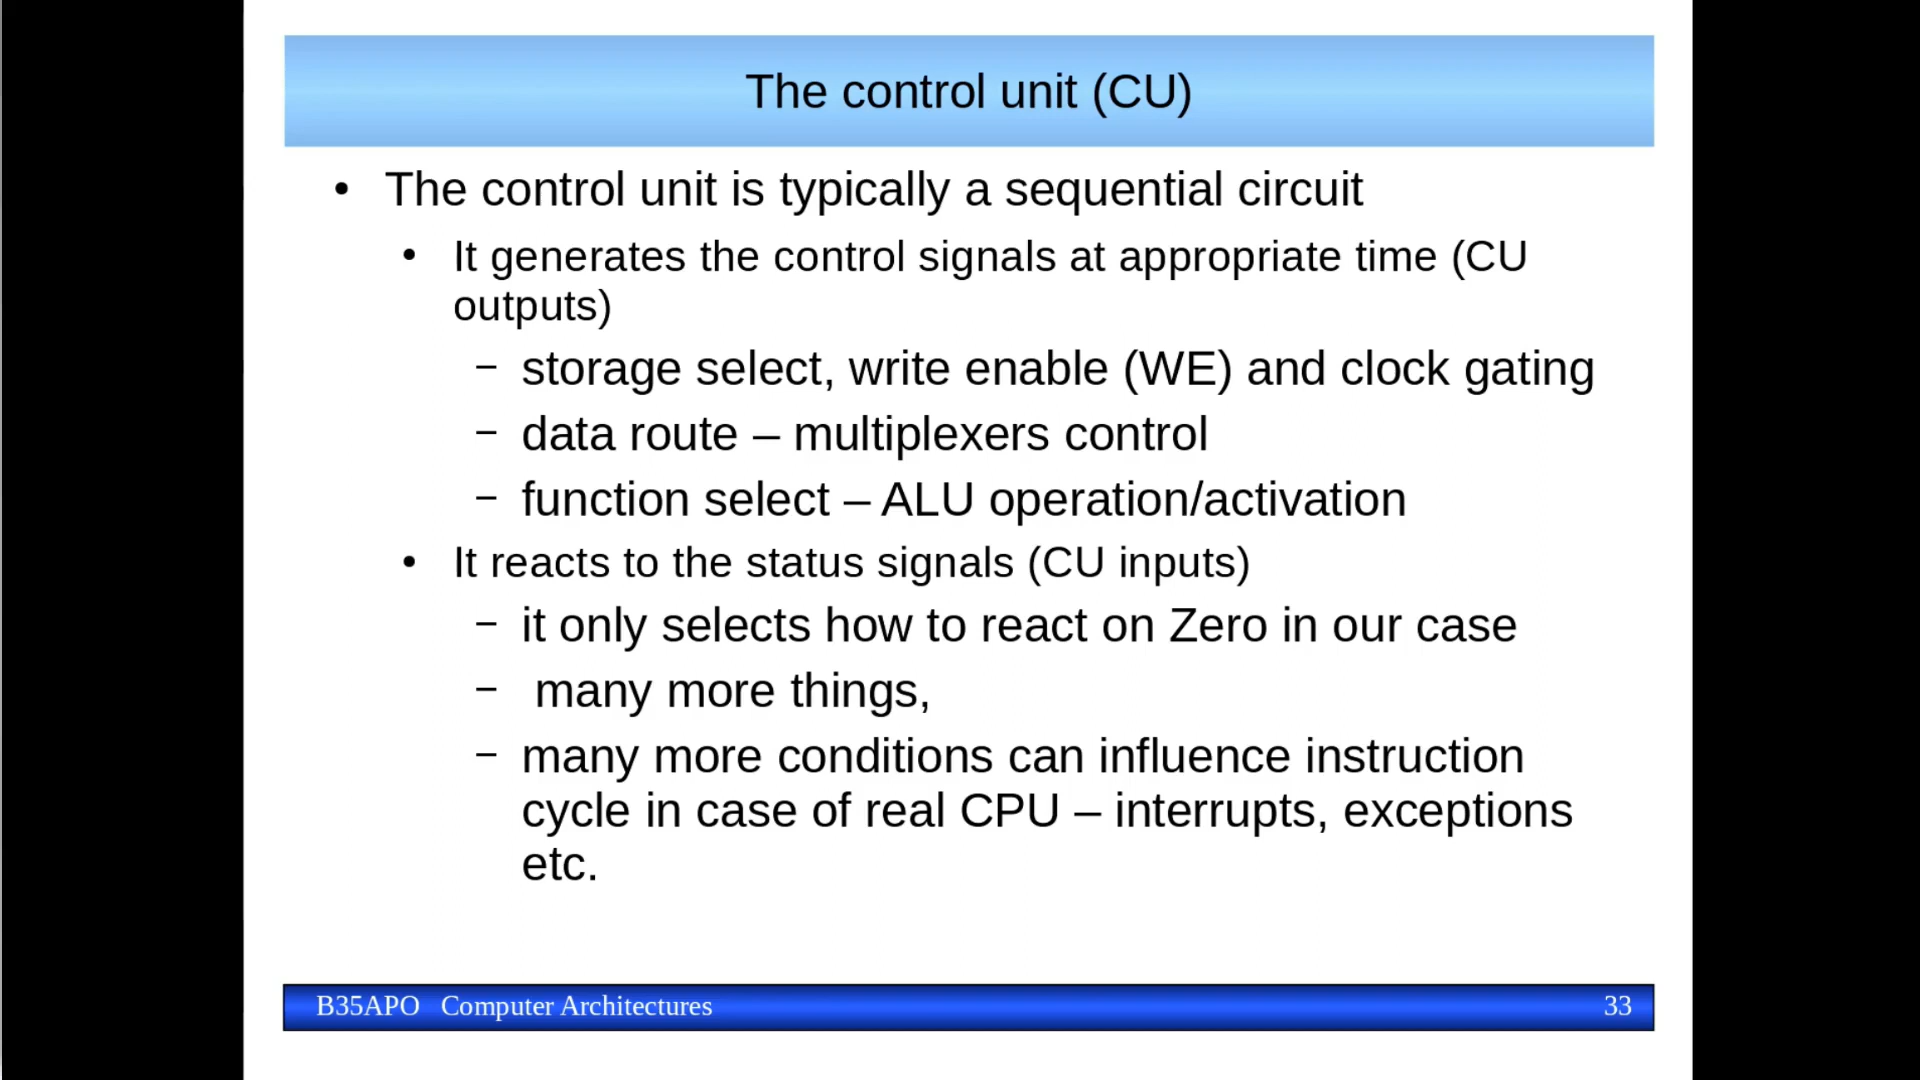 The control unit (CU)
• The control unit is typically a sequential circuit
• It generates the control signals at appropriate time (CU
outputs)
– storage select, write enable (WE) and clock gating
– data route – multiplexers control
– function select – ALU operation/activation
• It reacts to the status signals (CU inputs)
– it only selects how to react on Zero in our case
– many more things,
– many more conditions can influence instruction
cycle in case of real CPU – interrupts, exceptions
etc.
B35APO Computer Architectures 33